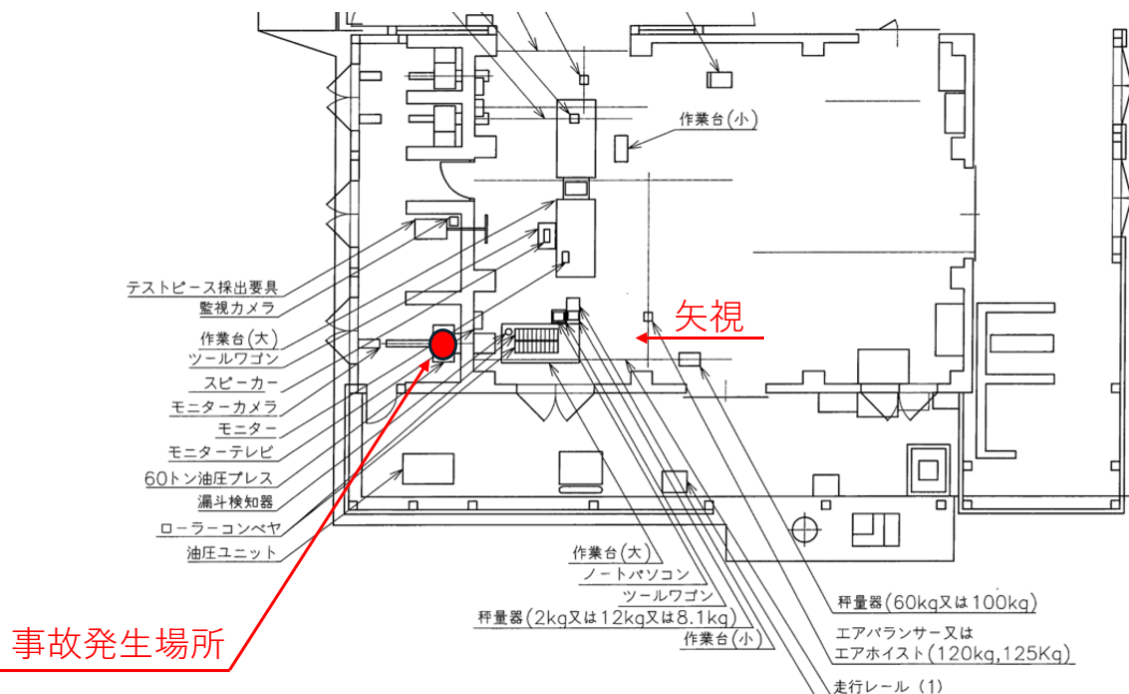 作業台(小)
矢視
テストピース採出要具
監視カメラ
作業台(大)
ツールワゴン
スピーカー
モニターカメラ
モニター
モニターテレビ
60トン油圧プレス
漏斗検知器
ローラーコンベヤ
油圧ユニット
作業台(大)
ノートパソコン
ツールワゴン
秤量器(2kg又は12kg又は8.1kg)
作業台(小)
秤量器(60kg又は100kg)
エアバランサー又は
エアホイスト(120kg,125Kg)
走行レール (1)
事故発生場所